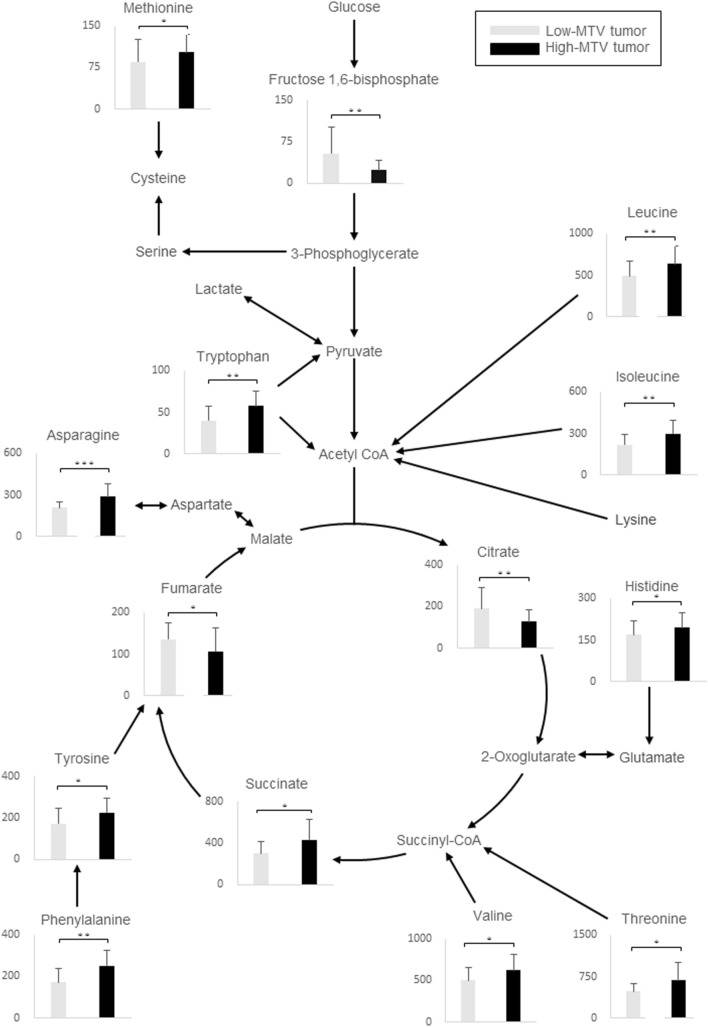 Methionine
*
150
75
0
Glucose
Low-MTV tumor
High-MTV tumor
Fructose 1,6-bisphosphate
150
**
75
0
Cysteine
Serine
3-Phosphoglycerate
Leucine
1000
**
500
0
Lactate
Pyruvate
Tryptophan
100
**
50
0
Isoleucine
600
**
300
0
Acetyl CoA
Asparagine
600
***
300
0
Aspartate
Lysine
Malate
Citrate
400
**
200
0
Fumarate
200
*
100
0
Histidine
300
*
150
0
Tyrosine
400
*
200
0
2-Oxoglutarate
Glutamate
Succinate
800
*
400
0
Succinyl-CoA
Phenylalanine
400
**
200
0
Valine
1000
*
500
0
Threonine
1500
*
750
0